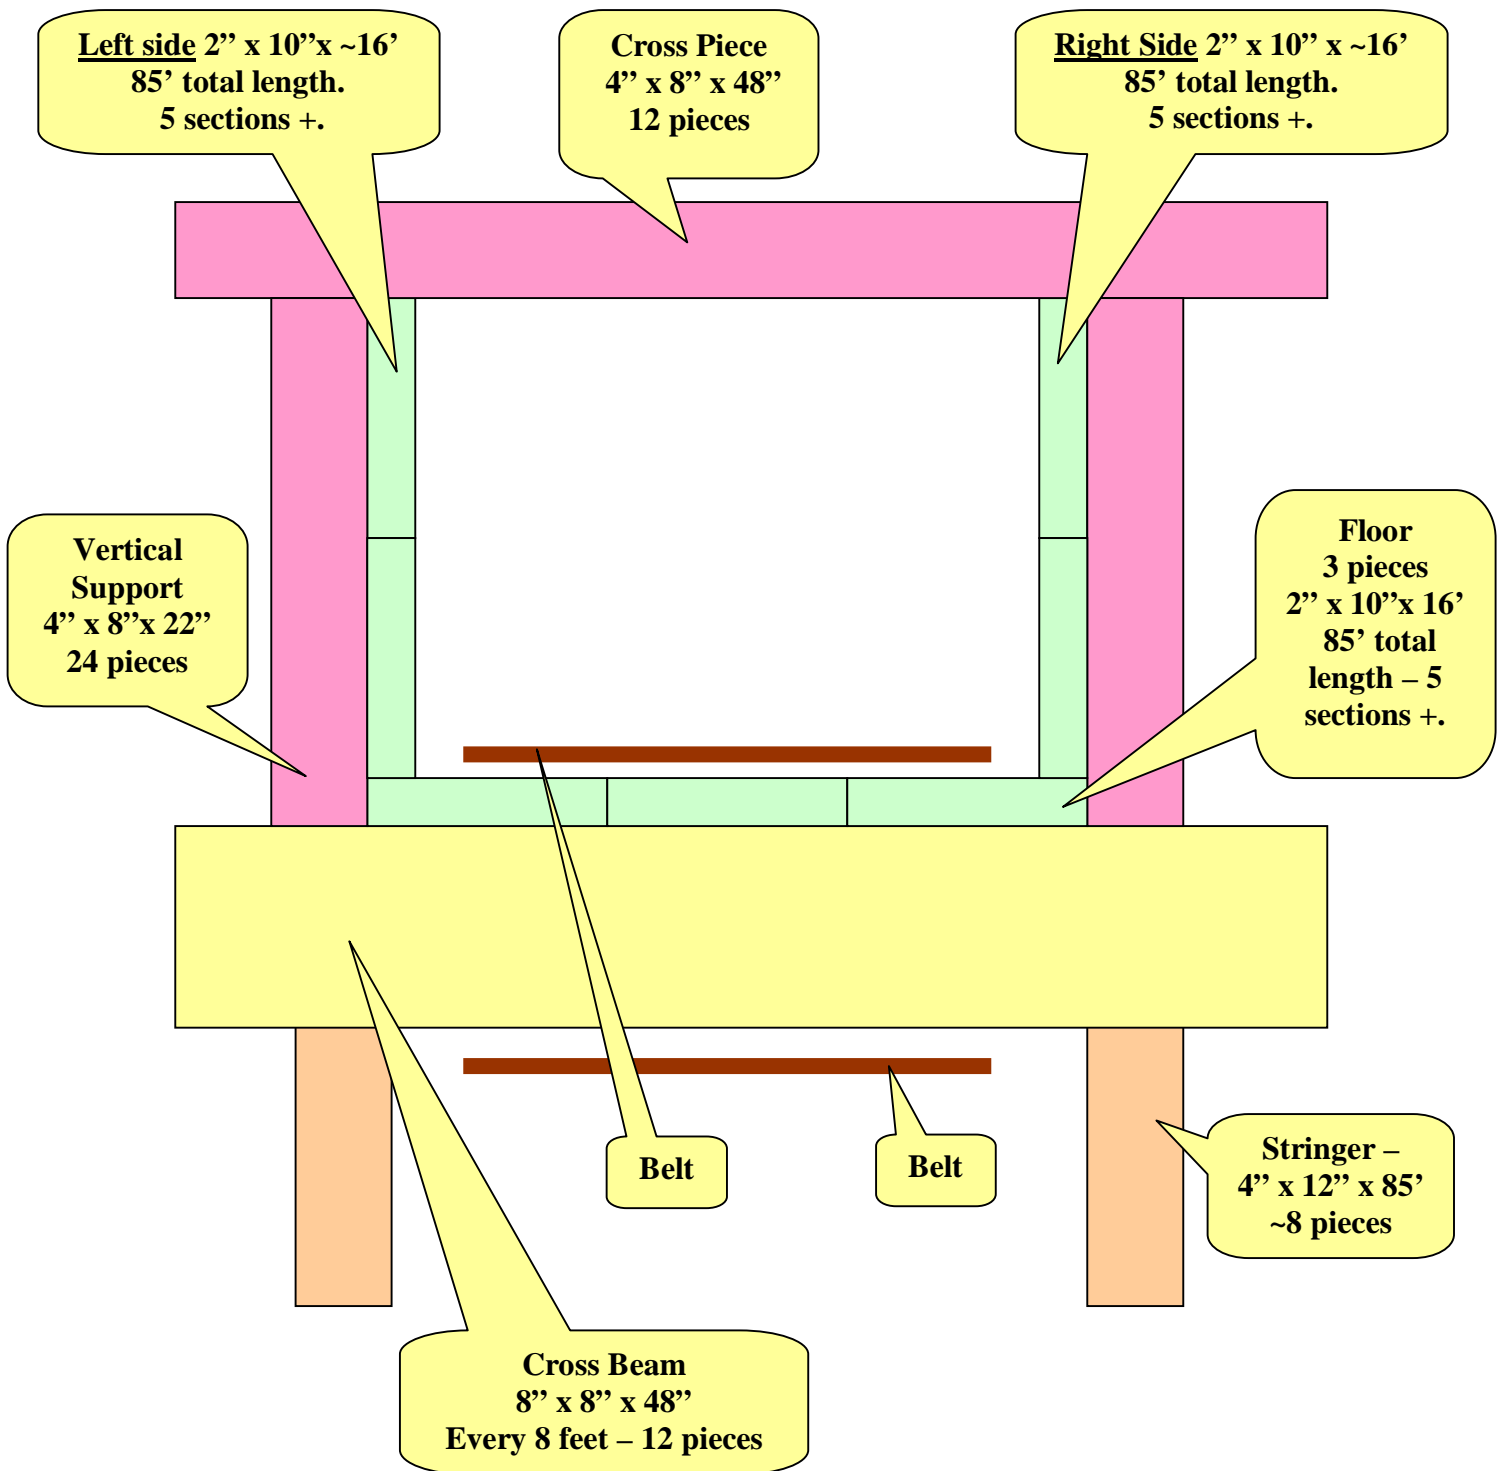 Left side 2” x 10”x ~16’
85’ total length.
5 sections +.
Cross Piece
4” x 8” x 48”
12 pieces
Right Side 2” x 10” x ~16’
85’ total length.
5 sections +.
Vertical
Support
4” x 8”x 22”
24 pieces
Floor
3 pieces
2” x 10”x 16’
85’ total
length – 5
sections +.
Belt
Belt
Stringer –
4” x 12” x 85’
~8 pieces
Cross Beam
8” x 8” x 48”
Every 8 feet – 12 pieces